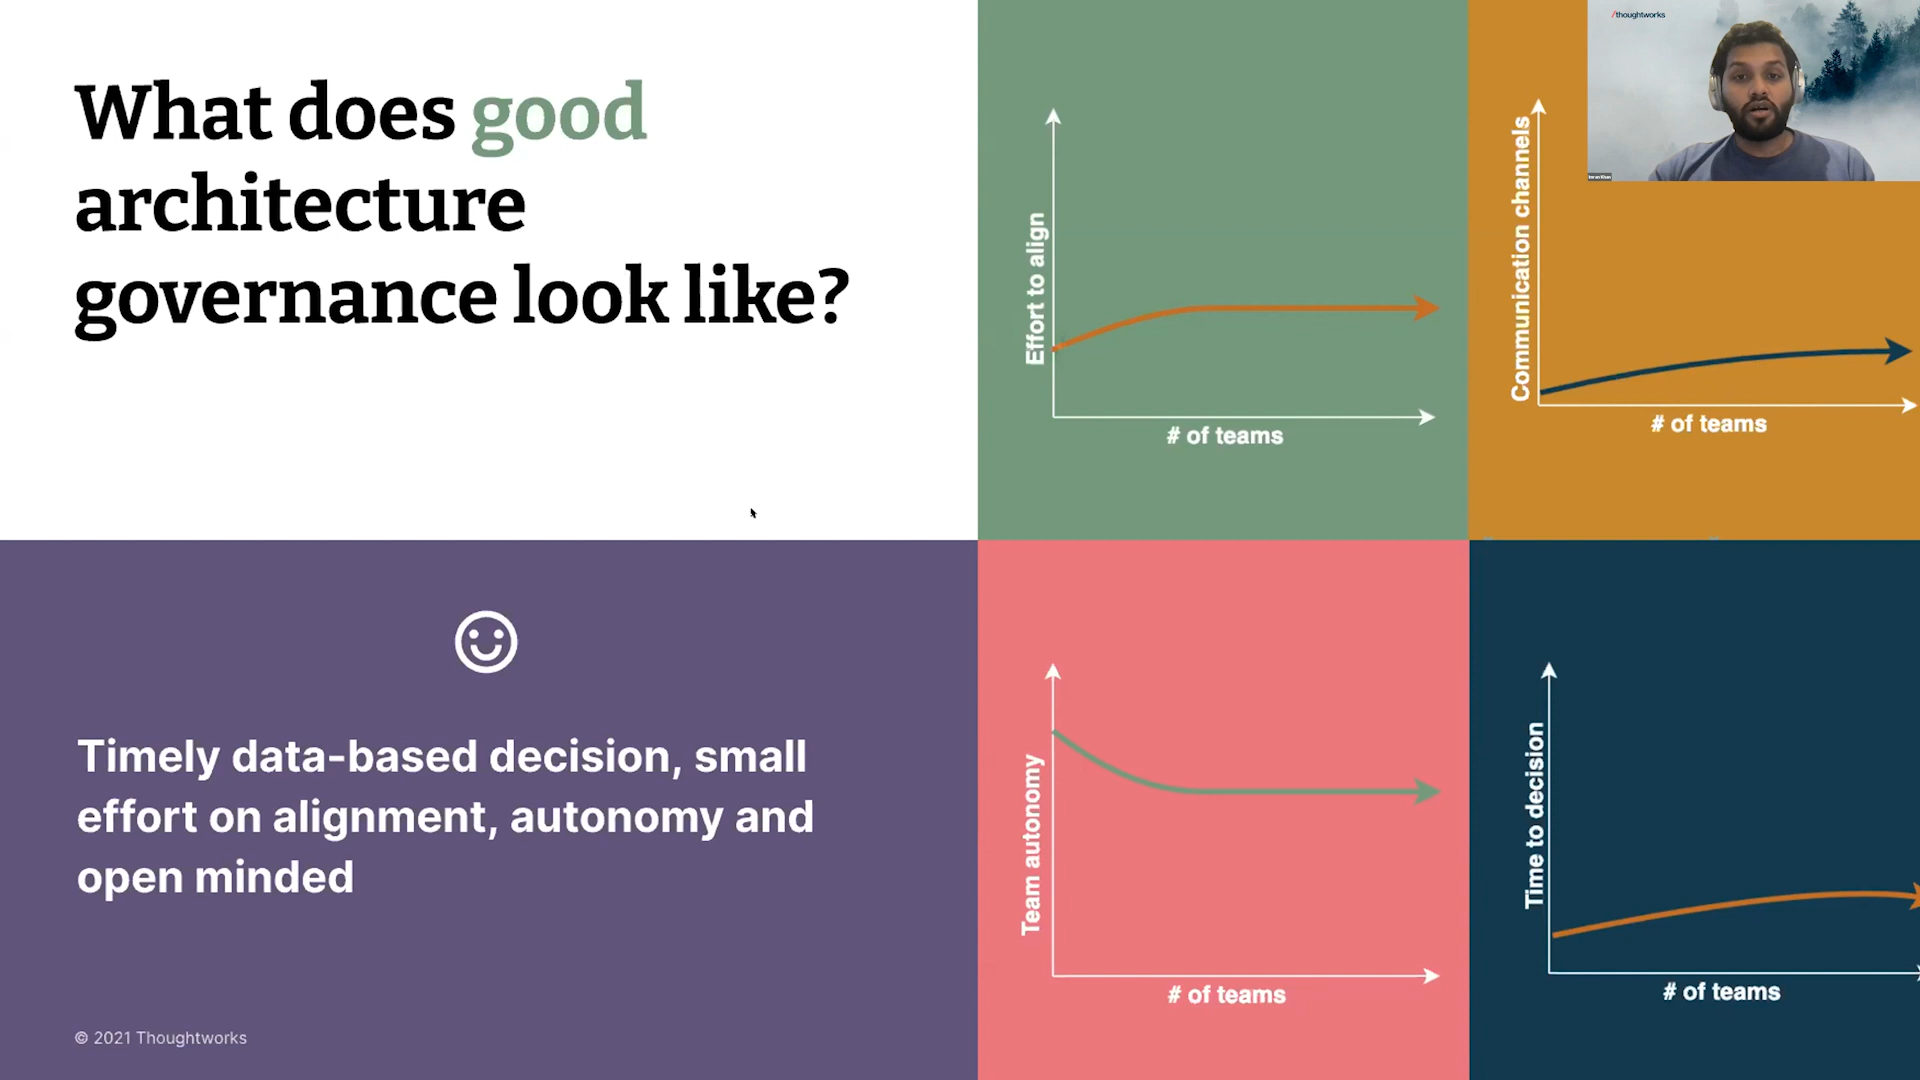 What does good
architecture
governance look like?
Effort to align
# of teams
Communication channels
# of teams
/thoughtworks
Imran Khan
Timely data-based decision, small
effort on alignment, autonomy and
open minded
© 2021 Thoughtworks
Team autonomy
# of teams
Time to decision
# of teams